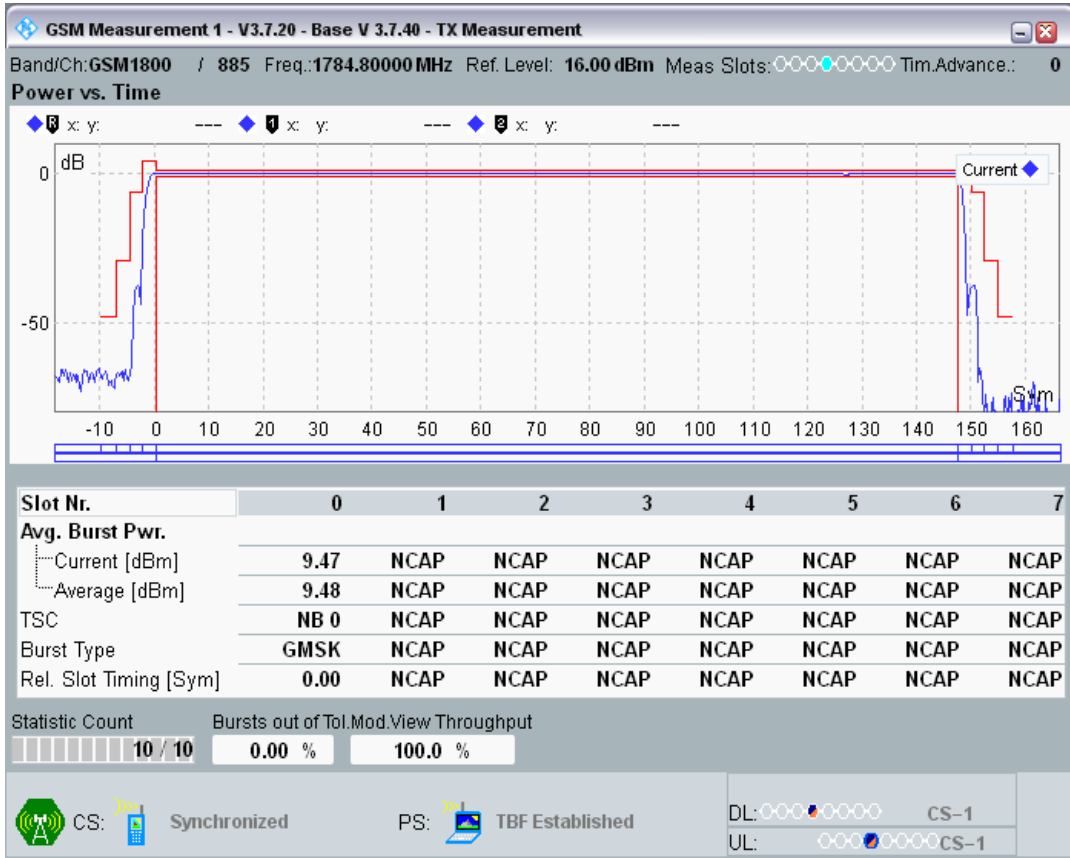 GSM Measurement 1 - V3.7.20 - Base V 3.7.40 - TX Measurement
Band/Ch:GSM1800 / 885 Freq.:1784.80000 MHz Ref. Level: 16.00 dBm Meas Slots: Tim.Advance.: 0
Power vs. Time
R x: y: --- 1 x: y: --- 2 x: y: ---
dB
Current
0
-50
Sym
-10 0 10 20 30 40 50 60 70 80 90 100 110 120 130 140 150 160
Slot Nr. 0 1 2 3 4 5 6 7
Avg. Burst Pwr.
Current [dBm] 9.47 NCAP NCAP NCAP NCAP NCAP NCAP NCAP
Average [dBm] 9.48 NCAP NCAP NCAP NCAP NCAP NCAP NCAP
TSC NB 0 NCAP NCAP NCAP NCAP NCAP NCAP NCAP
Burst Type GMSK NCAP NCAP NCAP NCAP NCAP NCAP NCAP
Rel. Slot Timing [Sym] 0.00 NCAP NCAP NCAP NCAP NCAP NCAP NCAP
Statistic Count Bursts out of Tol.Mod.View Throughput
10 / 10 0.00 % 100.0 %
CS: Synchronized PS: TBF Established DL: CS-1
UL: CS-1